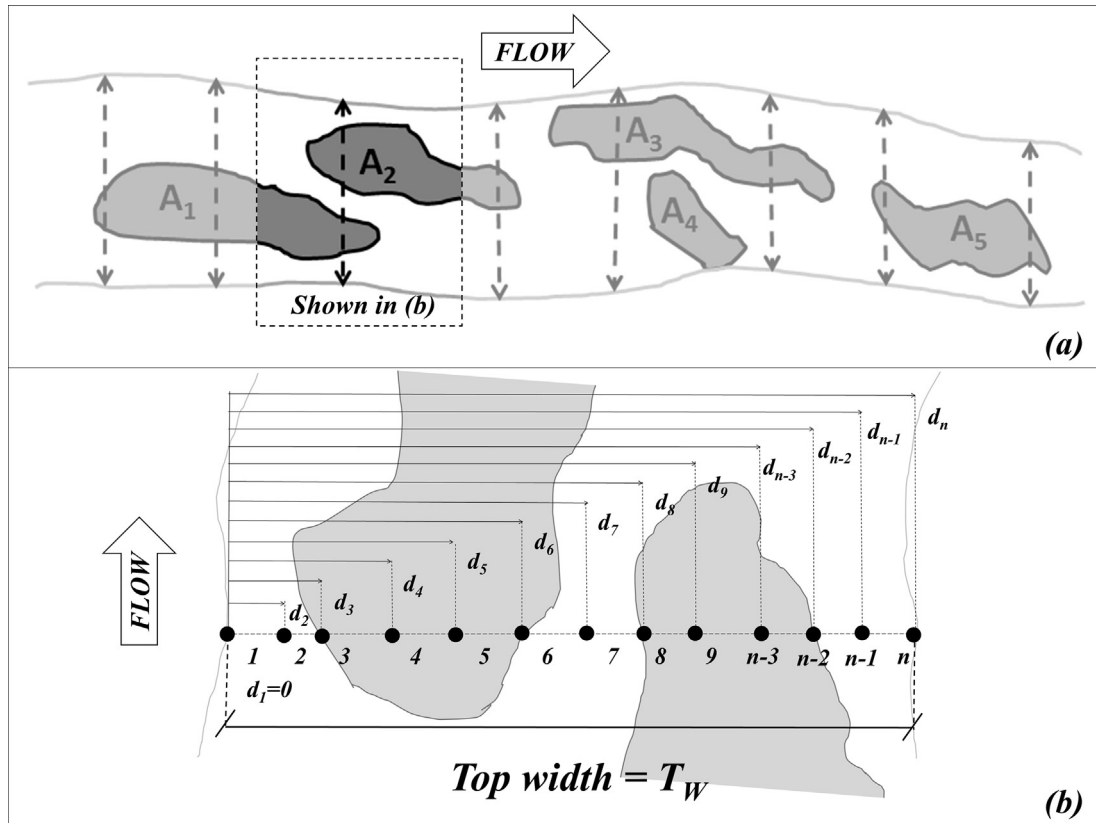 FLOW
A1
A2
A3
A4
A5
Shown in (b)
(a)
dn
dn-1
dn-2
dn-3
d9
d8
d7
d6
d5
d4
d3
d2
FLOW
1 2 3 4 5 6 7 8 9 n-3 n-2 n-1 n
d1=0
Top width = TW
(b)